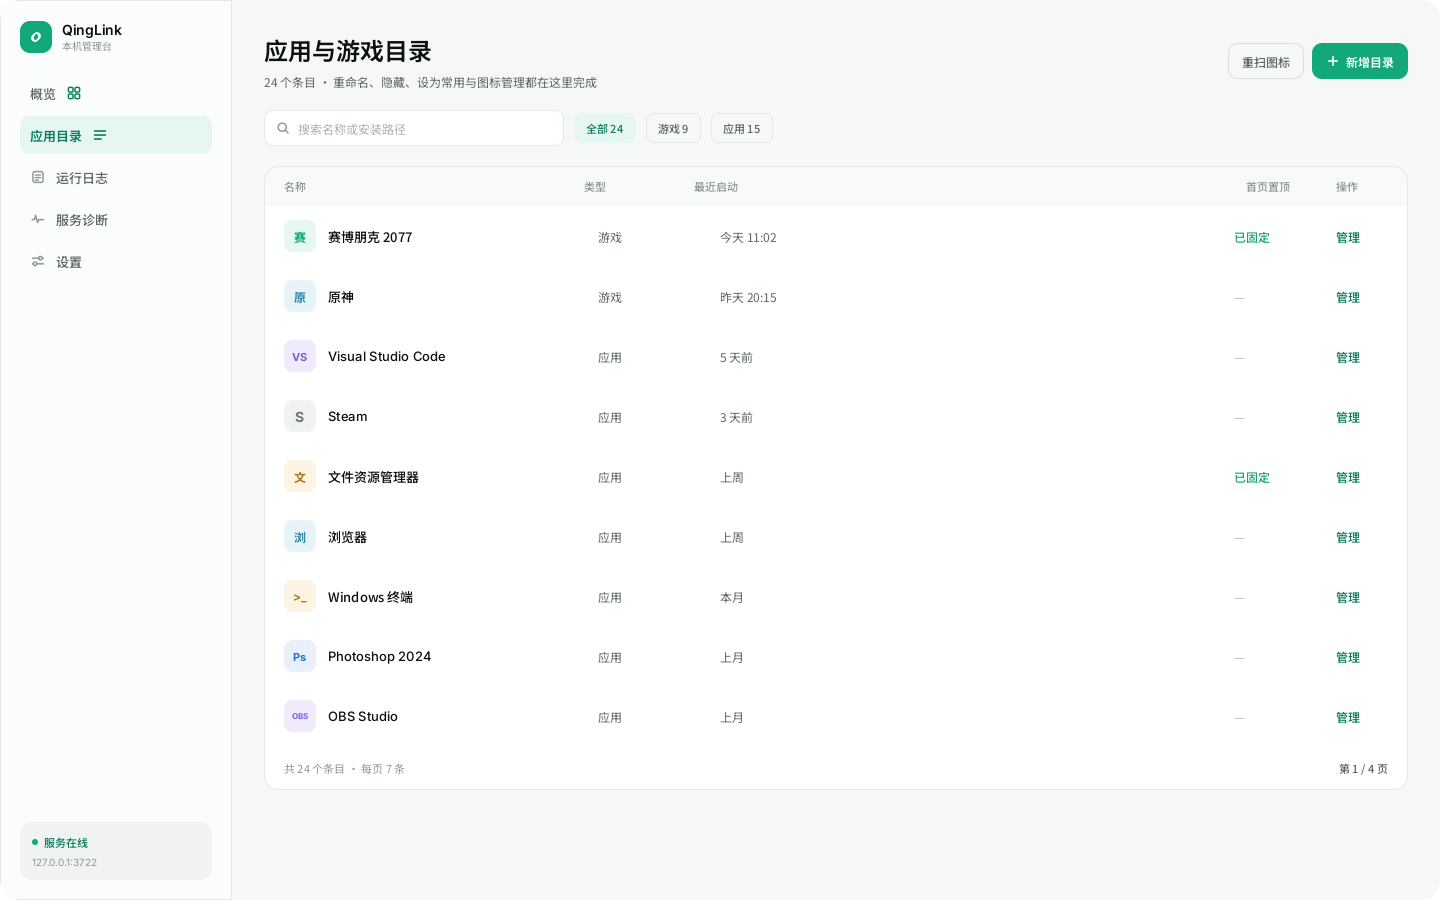 QingLink
本机管理台
概览
应用目录
运行日志
服务诊断
设置
服务在线
127.0.0.1:3722
应用与游戏目录
24 个条目 · 重命名、隐藏、设为常用与图标管理都在这里完成
重扫图标
+ 新增目录
搜索名称或安装路径
全部 24
游戏 9
应用 15
名称 类型 最近启动 首页置顶 操作
赛 赛博朋克 2077 游戏 今天 11:02 已固定 管理
原 原神 游戏 昨天 20:15 — 管理
VS Visual Studio Code 应用 5 天前 — 管理
S Steam 应用 3 天前 — 管理
文 文件资源管理器 应用 上周 已固定 管理
浏 浏览器 应用 上周 — 管理
>_ Windows 终端 应用 本月 — 管理
Ps Photoshop 2024 应用 上月 — 管理
OBS OBS Studio 应用 上月 — 管理
共 24 个条目 · 每页 7 条
第 1 / 4 页